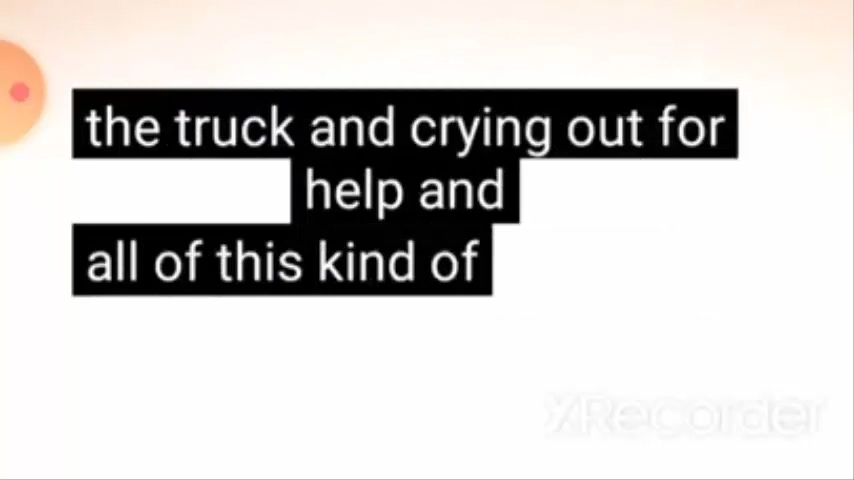 the truck and crying out for
help and
all of this kind of
XRecorder